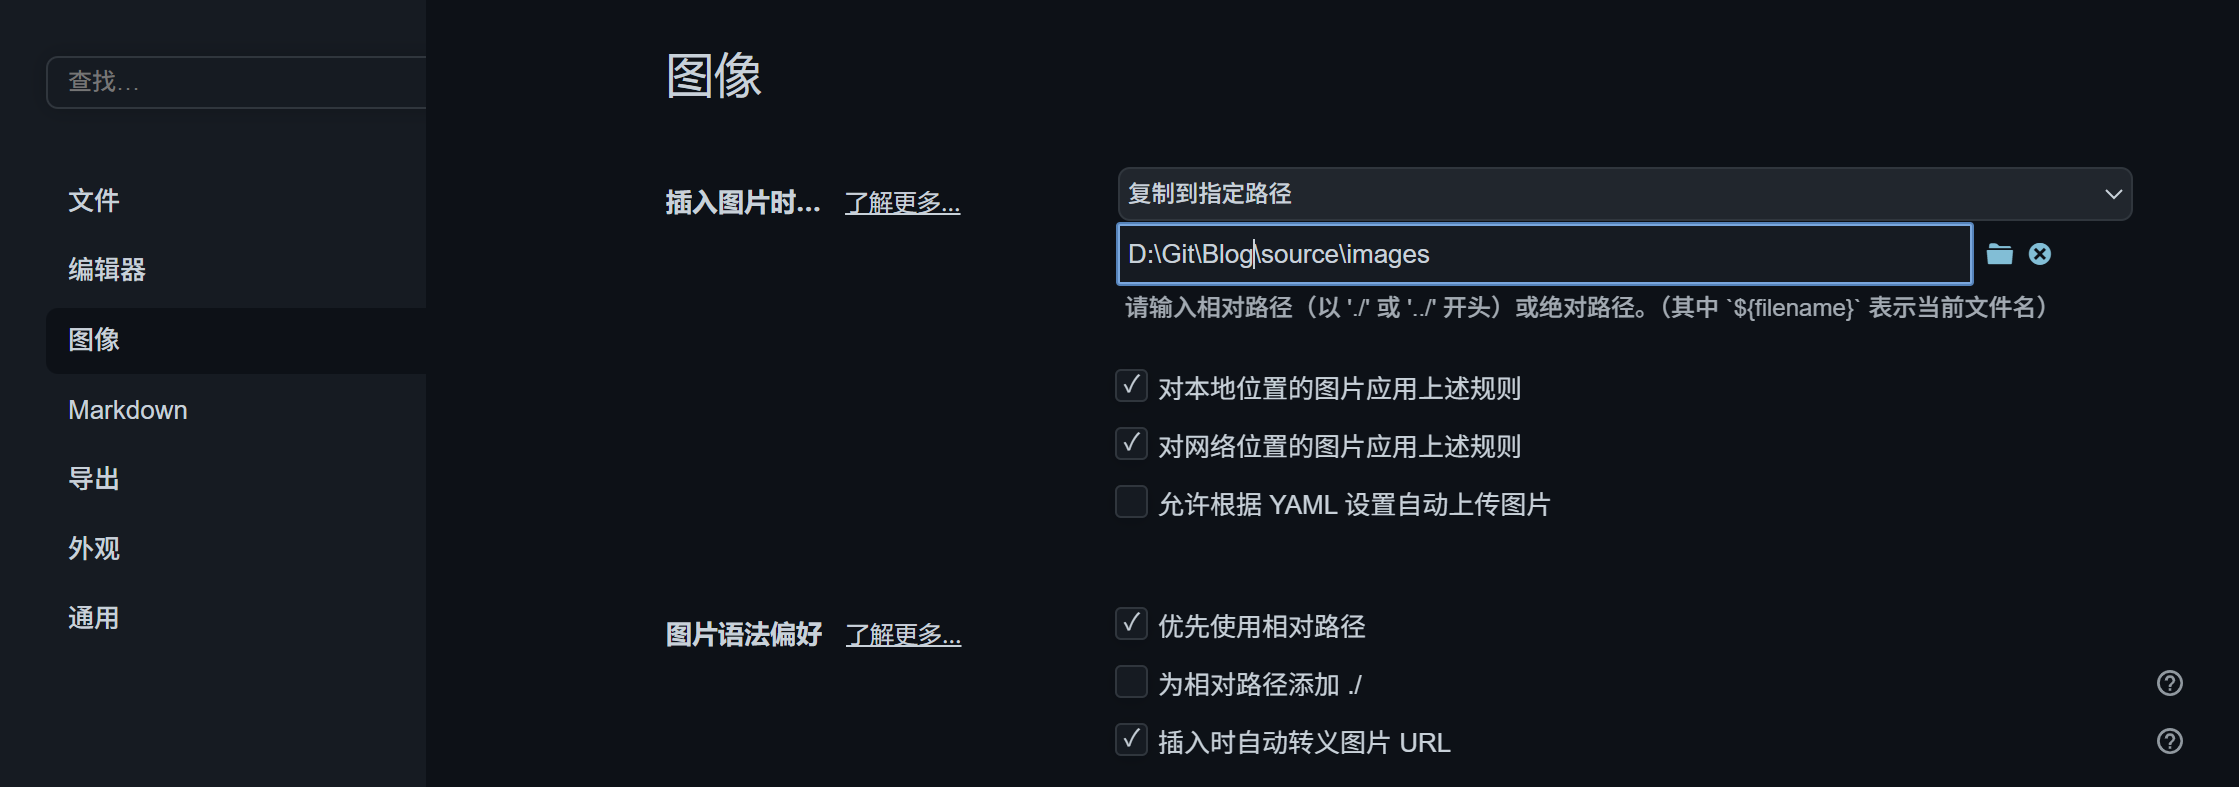 查找...
文件
编辑器
图像
Markdown
导出
外观
通用
图像
插入图片时... 了解更多...
复制到指定路径
D:\Git\Blog\source\images
请输入相对路径（以 './' 或 '../' 开头）或绝对路径。（其中 `${filename}` 表示当前文件名）
对本地位置的图片应用上述规则
对网络位置的图片应用上述规则
允许根据 YAML 设置自动上传图片
图片语法偏好 了解更多...
优先使用相对路径
为相对路径添加 ./
插入时自动转义图片 URL